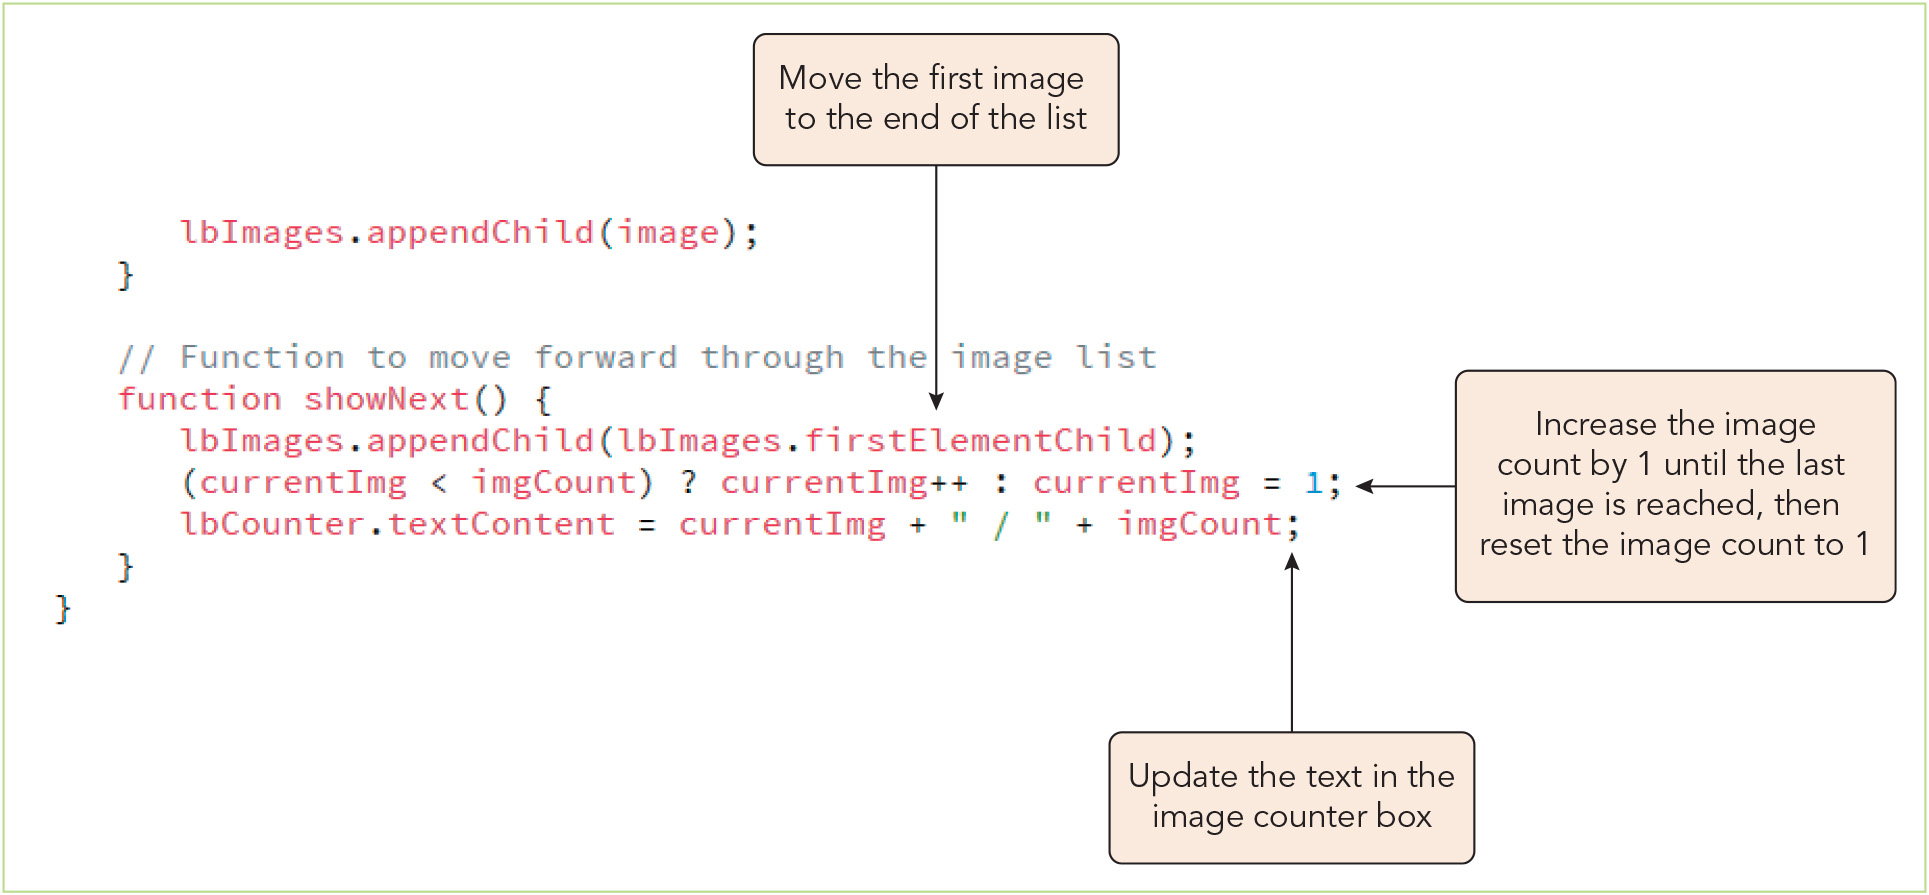 Move the first image
to the end of the list
lbImages.appendChild(image);
}
// Function to move forward through the image list
function showNext() {
lbImages.appendChild(lbImages.firstElementChild);
(currentImg < imgCount) ? currentImg++ : currentImg = 1;
lbCounter.textContent = currentImg + " / " + imgCount;
}
}
Increase the image
count by 1 until the last
image is reached, then
reset the image count to 1
Update the text in the
image counter box